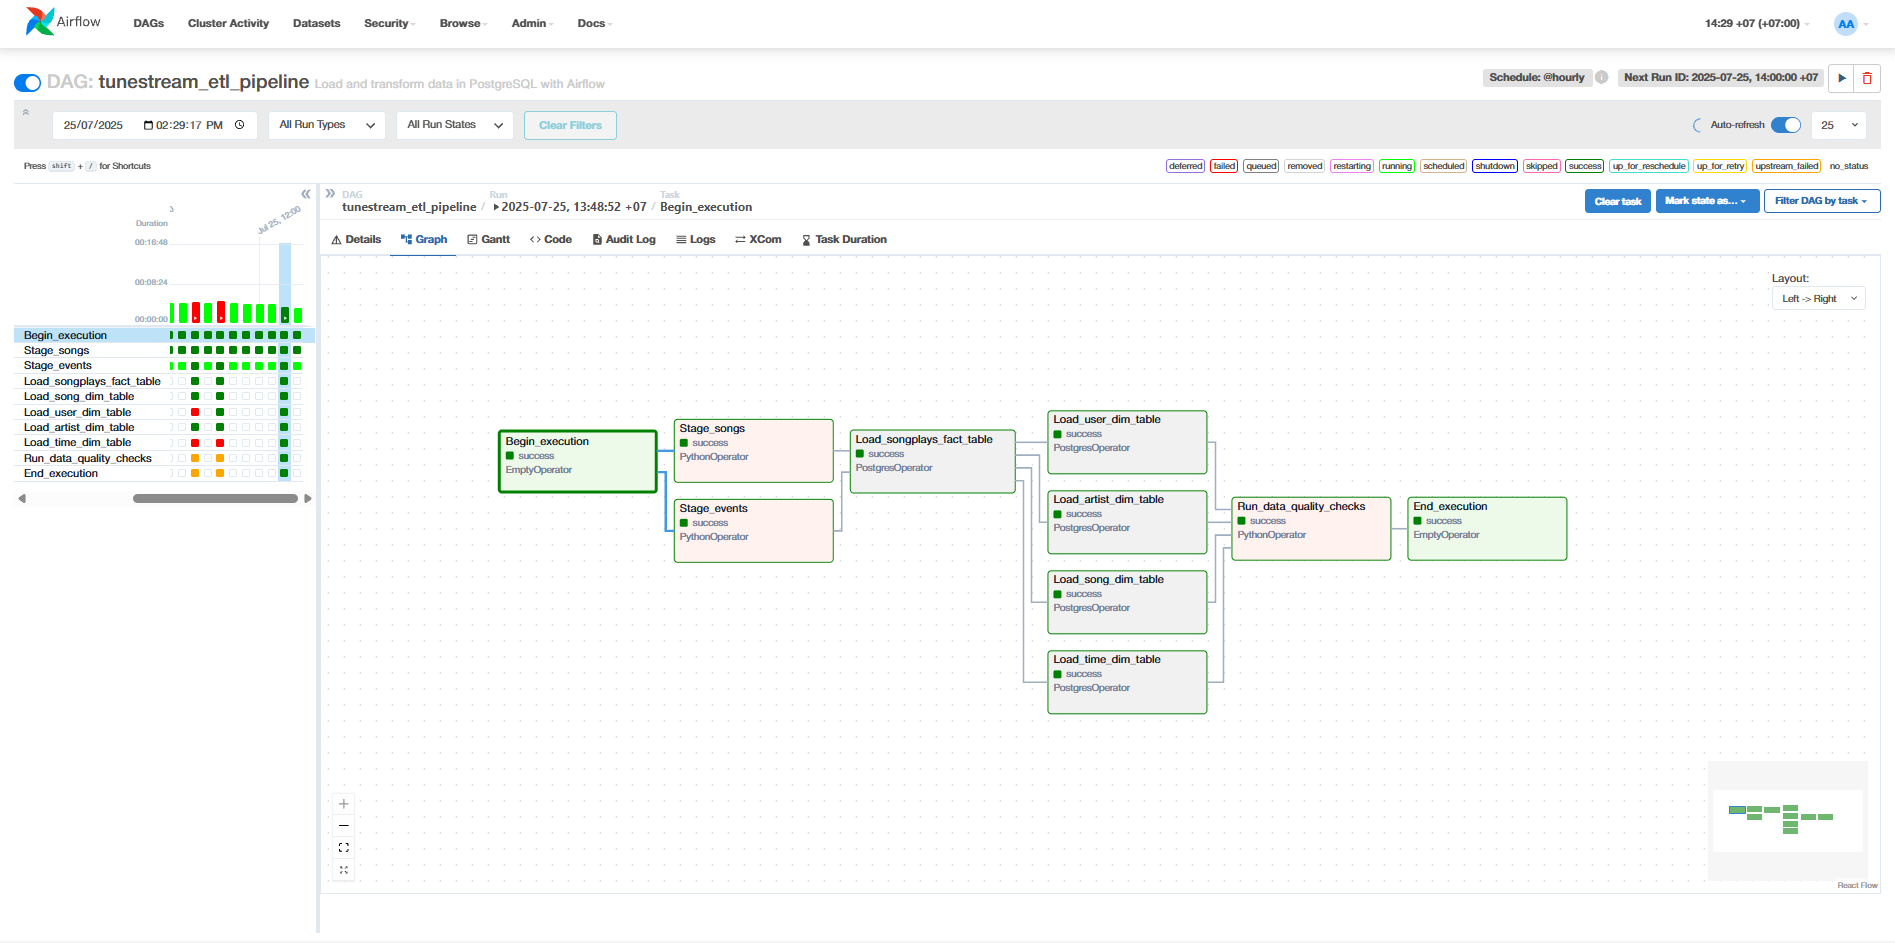 Airflow
DAGs
Cluster Activity
Datasets
Security
Browse
Admin
Docs
14:29 +07 (+07:00)
AA
DAG: tunestream_etl_pipeline Load and transform data in PostgreSQL with Airflow
Schedule: @hourly
Next Run ID: 2025-07-25, 14:00:00 +07
25/07/2025 02:29:17 PM
All Run Types
All Run States
Clear Filters
Auto-refresh
25
Press shift + / for Shortcuts
deferred failed queued removed restarting running scheduled shutdown skipped success up_for_reschedule up_for_retry upstream_failed no_status
Duration
Jul 25, 12:00
00:16:48
00:08:24
00:00:00
Begin_execution
Stage_songs
Stage_events
Load_songplays_fact_table
Load_song_dim_table
Load_user_dim_table
Load_artist_dim_table
Load_time_dim_table
Run_data_quality_checks
End_execution
DAG
tunestream_etl_pipeline /
Run
2025-07-25, 13:48:52 +07 /
Task
Begin_execution
Clear task
Mark state as...
Filter DAG by task
Details
Graph
Gantt
<> Code
Audit Log
Logs
XCom
Task Duration
Layout:
Left -> Right
Begin_execution
success
EmptyOperator
Stage_songs
success
PythonOperator
Stage_events
success
PythonOperator
Load_songplays_fact_table
success
PostgresOperator
Load_user_dim_table
success
PostgresOperator
Load_artist_dim_table
success
PostgresOperator
Load_song_dim_table
success
PostgresOperator
Load_time_dim_table
success
PostgresOperator
Run_data_quality_checks
success
PythonOperator
End_execution
success
EmptyOperator
React Flow